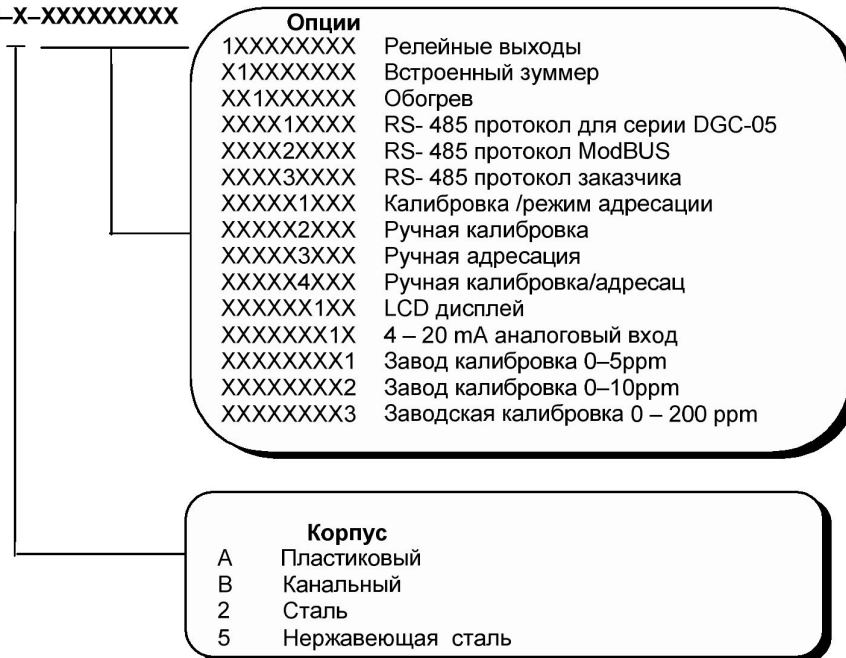 –X–XXXXXXXXX
Опции
1XXXXXXXX Релейные выходы
X1XXXXXXX Встроенный зуммер
XX1XXXXXX Обогрев
XXXX1XXXX RS- 485 протокол для серии DGC-05
XXXX2XXXX RS- 485 протокол ModBUS
XXXX3XXXX RS- 485 протокол заказчика
XXXXX1XXX Калибровка /режим адресации
XXXXX2XXX Ручная калибровка
XXXXX3XXX Ручная адресация
XXXXX4XXX Ручная калибровка/адресац
XXXXXX1XX LCD дисплей
XXXXXXX1X 4 – 20 mA аналоговый вход
XXXXXXXX1 Завод калибровка 0–5ppm
XXXXXXXX2 Завод калибровка 0–10ppm
XXXXXXXX3 Заводская калибровка 0 – 200 ppm
Корпус
A Пластиковый
B Канальный
2 Сталь
5 Нержавеющая сталь